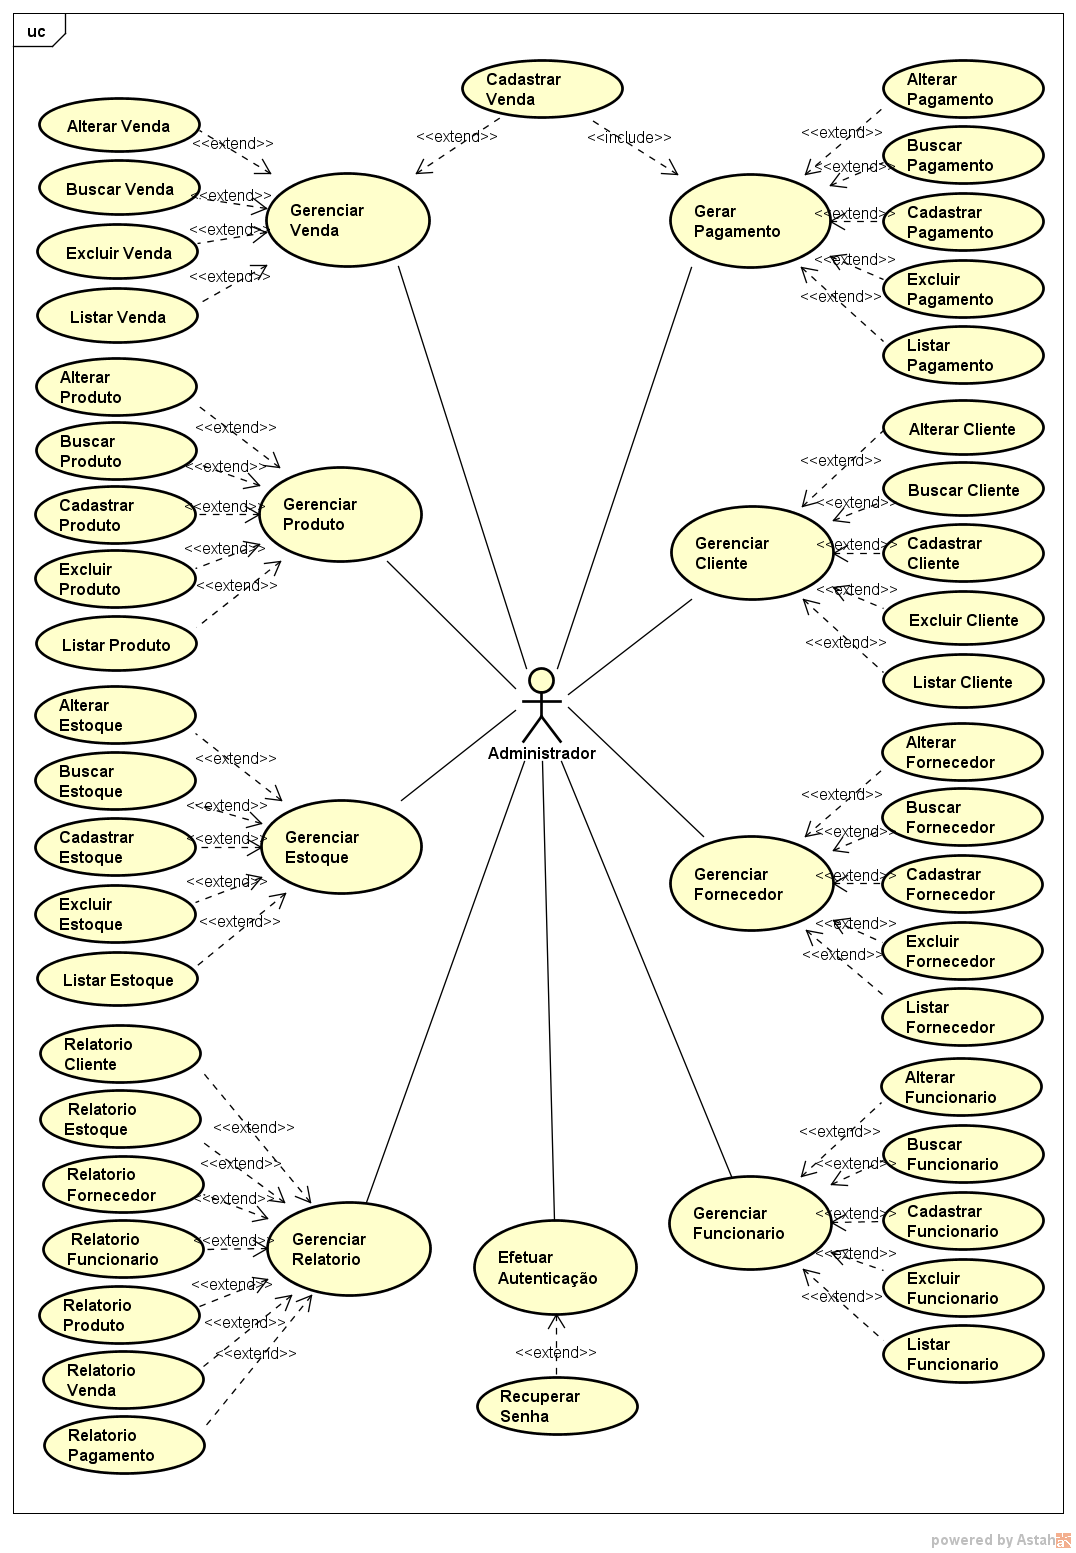 uc
Cadastrar
Venda
<<extend>>
<<include>>
Alterar Venda
<<extend>>
Buscar Venda
<<extend>>
Excluir Venda
<<extend>>
Listar Venda
<<extend>>
Gerenciar
Venda
Gerar
Pagamento
Alterar
Pagamento
<<extend>>
Buscar
Pagamento
<<extend>>
Cadastrar
Pagamento
<<extend>>
Excluir
Pagamento
<<extend>>
Listar
Pagamento
<<extend>>
Alterar
Produto
<<extend>>
Buscar
Produto
<<extend>>
Cadastrar
Produto
<<extend>>
Excluir
Produto
<<extend>>
Listar Produto
<<extend>>
Gerenciar
Produto
Gerenciar
Cliente
Alterar Cliente
<<extend>>
Buscar Cliente
<<extend>>
Cadastrar
Cliente
<<extend>>
Excluir Cliente
<<extend>>
Listar Cliente
<<extend>>
Administrador
Alterar
Estoque
<<extend>>
Buscar
Estoque
<<extend>>
Cadastrar
Estoque
<<extend>>
Excluir
Estoque
<<extend>>
Listar Estoque
<<extend>>
Gerenciar
Estoque
Gerenciar
Fornecedor
Alterar
Fornecedor
<<extend>>
Buscar
Fornecedor
<<extend>>
Cadastrar
Fornecedor
<<extend>>
Excluir
Fornecedor
<<extend>>
Listar
Fornecedor
<<extend>>
Relatorio
Cliente
<<extend>>
Relatorio
Estoque
<<extend>>
Relatorio
Fornecedor
<<extend>>
Relatorio
Funcionario
<<extend>>
Relatorio
Produto
<<extend>>
Relatorio
Venda
<<extend>>
Relatorio
Pagamento
<<extend>>
Gerenciar
Relatorio
Efetuar
Autenticação
<<extend>>
Recuperar
Senha
Gerenciar
Funcionario
Alterar
Funcionario
<<extend>>
Buscar
Funcionario
<<extend>>
Cadastrar
Funcionario
<<extend>>
Excluir
Funcionario
<<extend>>
Listar
Funcionario
<<extend>>
powered by Astah